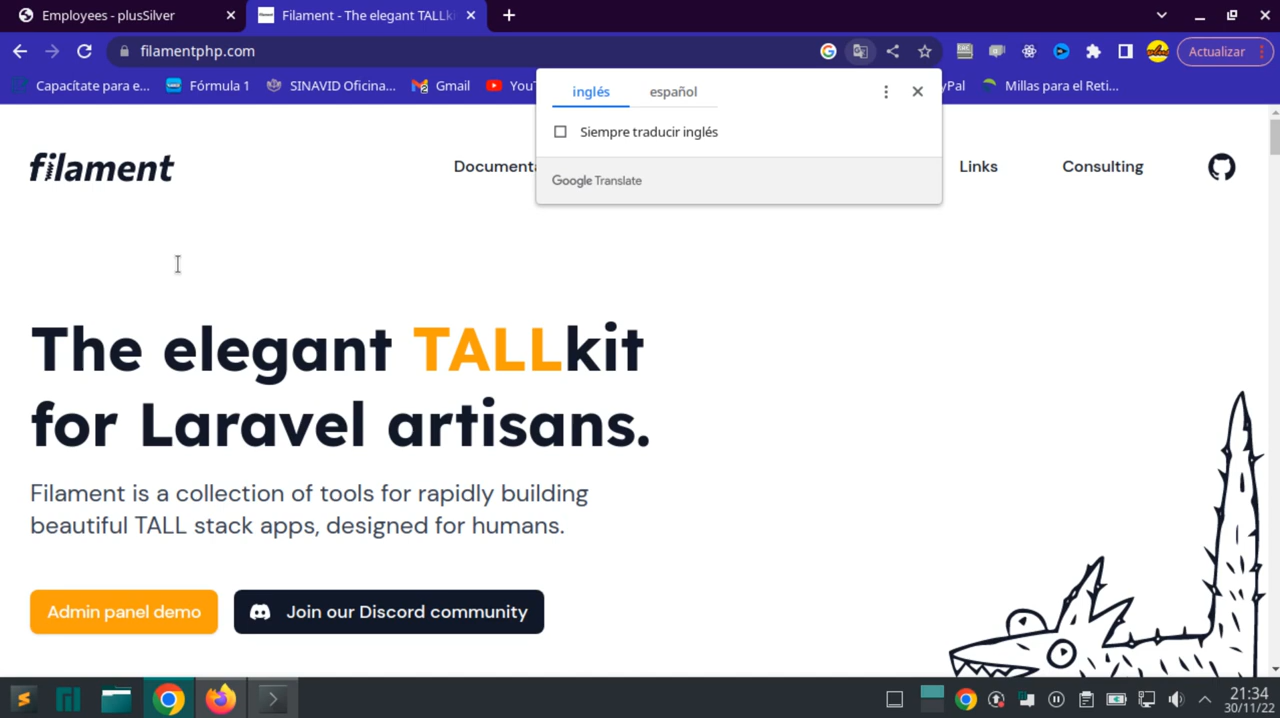 Employees - plusSilver
Filament - The elegant TALLki
filamentphp.com
Actualizar
Capacítate para e...
Fórmula 1
SINAVID Oficina...
Gmail
You
yPal
Millas para el Reti...
inglés
español
Siempre traducir inglés
Google Translate
filament
Documenta
Links
Consulting
The elegant TALLkit
for Laravel artisans.
Filament is a collection of tools for rapidly building
beautiful TALL stack apps, designed for humans.
Admin panel demo
Join our Discord community
21:34
30/11/22